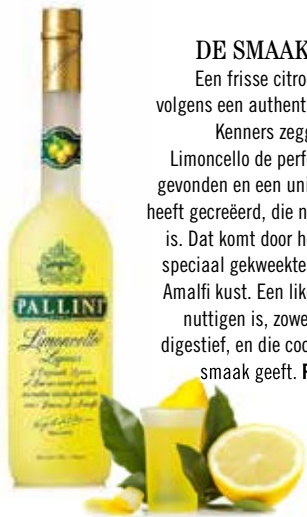 DE SMAAK
Een frisse citro
volgens een authent
Kenners zegg
Limoncello de perf
gevonden en een uni
heeft gecreëerd, die n
is. Dat komt door h
speciaal gekweekte
Amalfi kust. Een lik
nuttigen is, zowe
digestief, en die coc
smaak geeft.
PALLINI
Limoncello
Liqueur